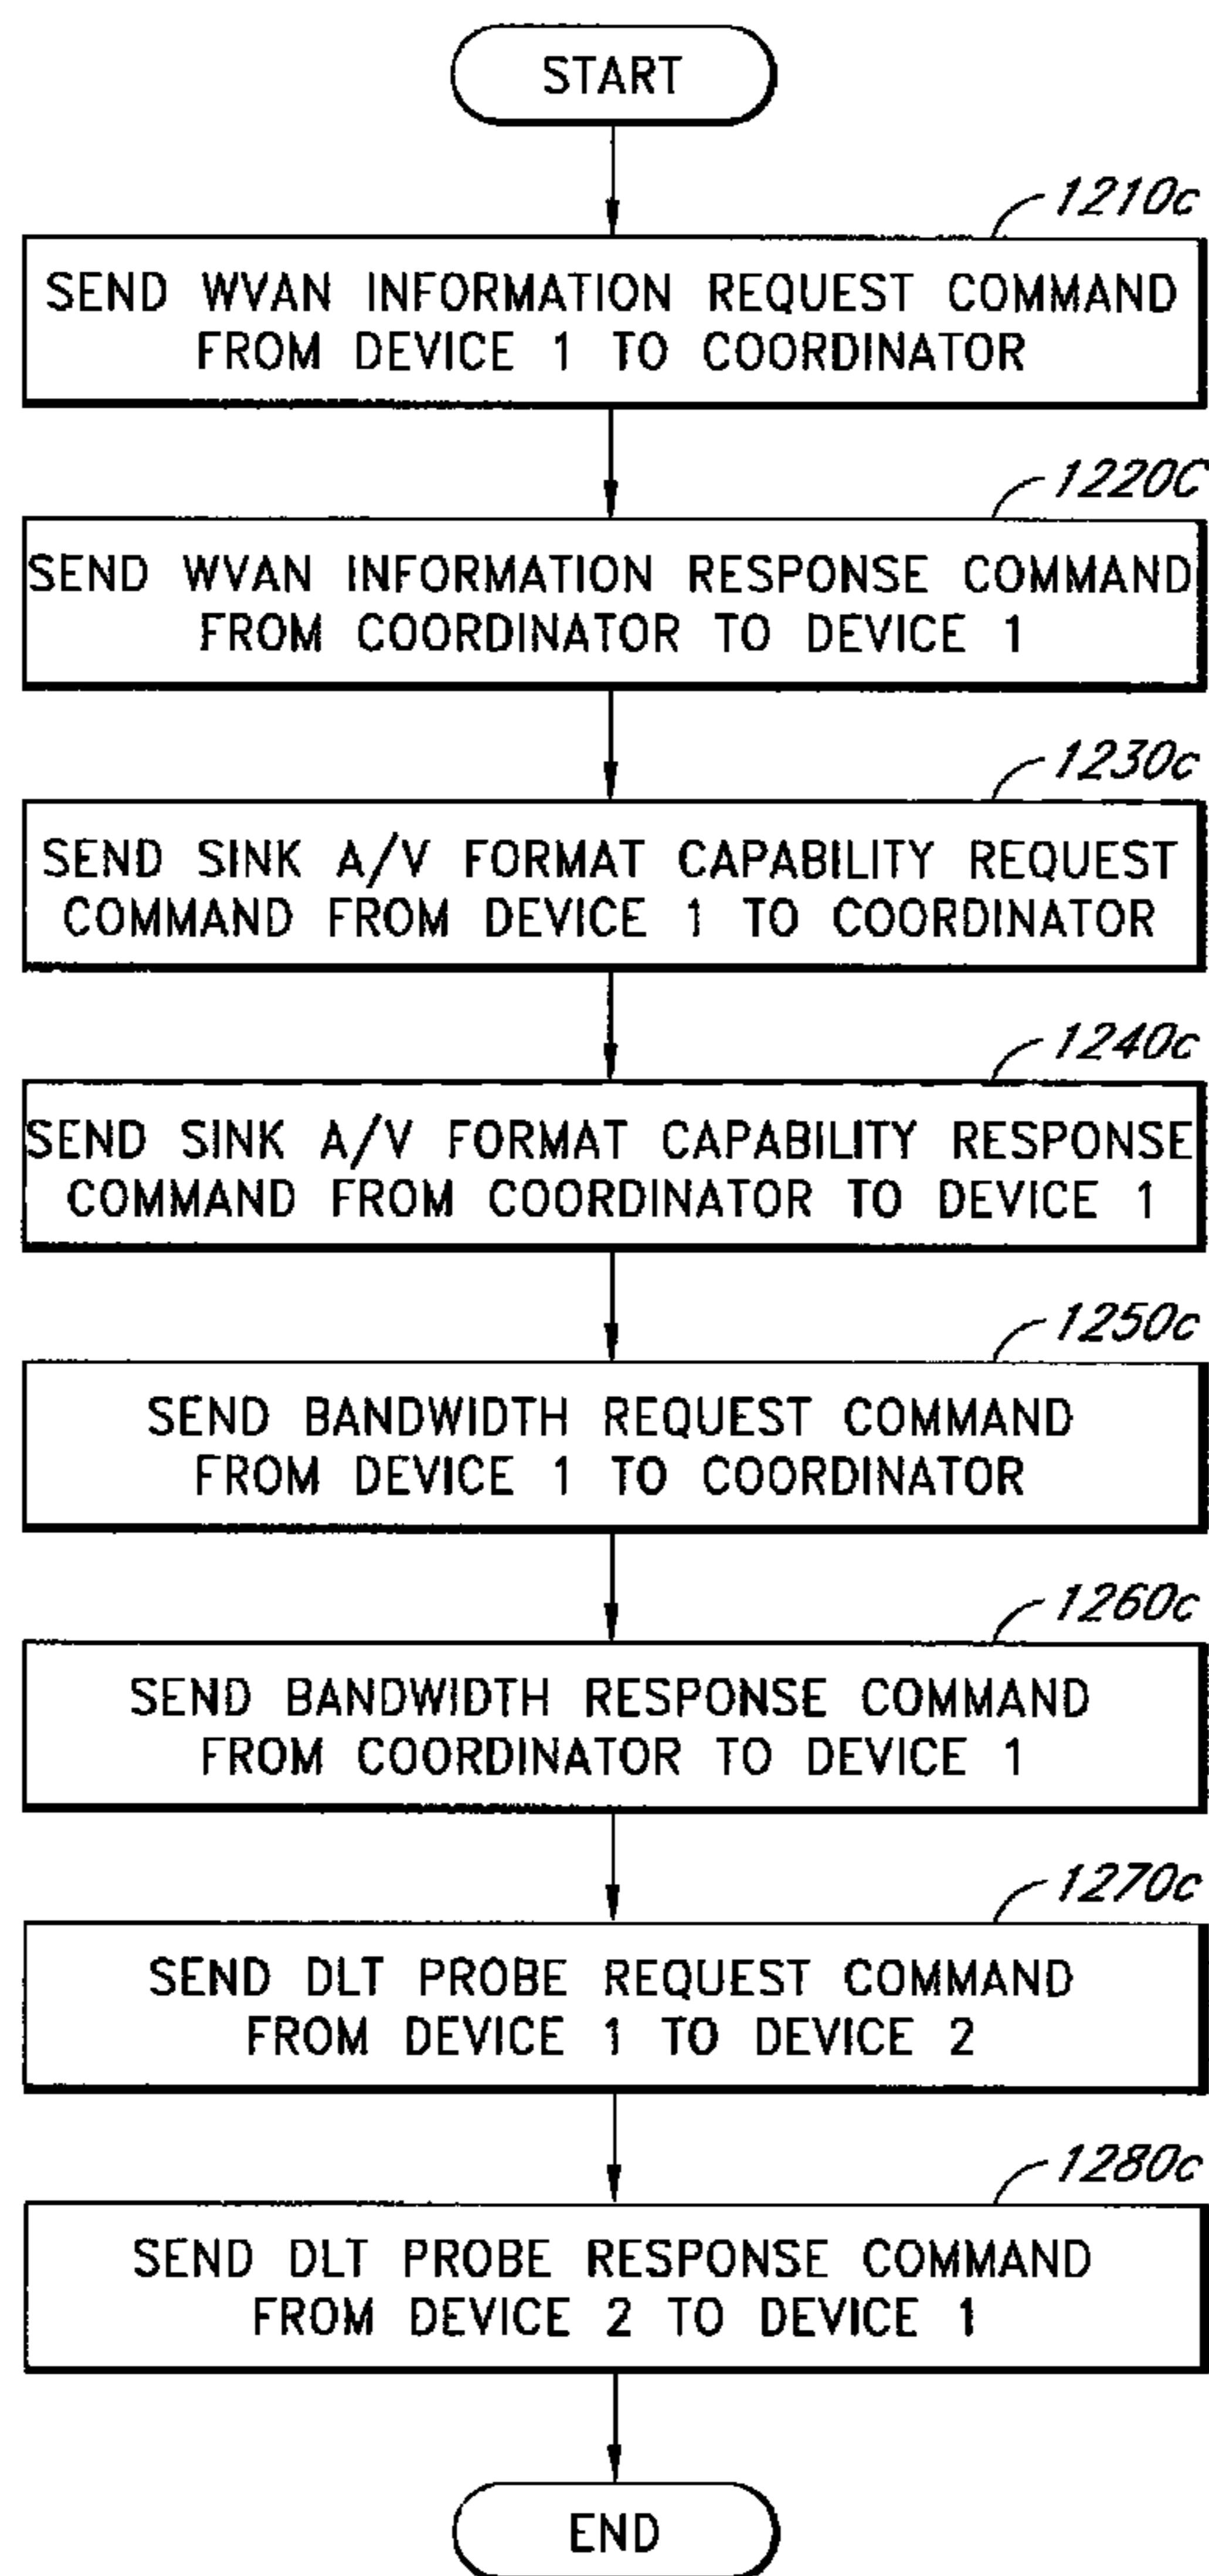 START
1210c
SEND WVAN INFORMATION REQUEST COMMAND
FROM DEVICE 1 TO COORDINATOR
1220C
SEND WVAN INFORMATION RESPONSE COMMAND
FROM COORDINATOR TO DEVICE 1
1230c
SEND SINK A/V FORMAT CAPABILITY REQUEST
COMMAND FROM DEVICE 1 TO COORDINATOR
1240c
SEND SINK A/V FORMAT CAPABILITY RESPONSE
COMMAND FROM COORDINATOR TO DEVICE 1
1250c
SEND BANDWIDTH REQUEST COMMAND
FROM DEVICE 1 TO COORDINATOR
1260c
SEND BANDWIDTH RESPONSE COMMAND
FROM COORDINATOR TO DEVICE 1
1270c
SEND DLT PROBE REQUEST COMMAND
FROM DEVICE 1 TO DEVICE 2
1280c
SEND DLT PROBE RESPONSE COMMAND
FROM DEVICE 2 TO DEVICE 1
END